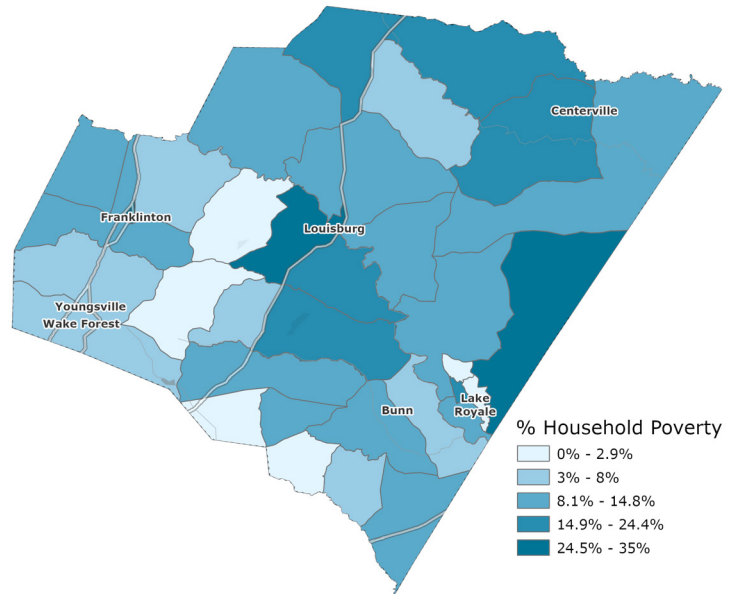 Centerville
Franklinton
Louisburg
Youngsville
Wake Forest
Lake
Royale
Bunn
% Household Poverty
0% - 2.9%
3% - 8%
8.1% - 14.8%
14.9% - 24.4%
24.5% - 35%